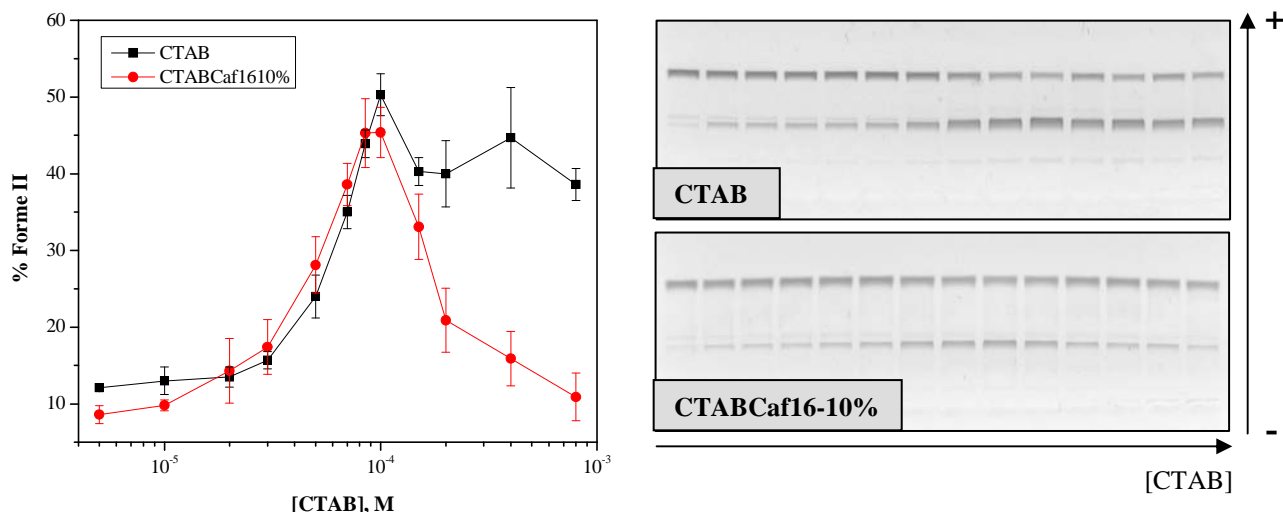 60
50
40
30
20
10
% Forme II
CTAB
CTABCaf1610%
10⁻⁵
10⁻⁴
10⁻³
[CTAB], M
CTAB
CTABCaf16-10%
+
-
[CTAB]